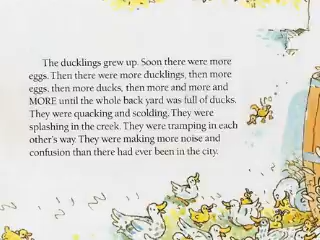 The ducklings grew up. Soon there were more
eggs. Then there were more ducklings, then more
eggs, then more ducks, then more and more and
MORE until the whole back yard was full of ducks.
They were quacking and scolding. They were
splashing in the creek. They were tramping in each
other's way. They were making more noise and
confusion than there had ever been in the city.